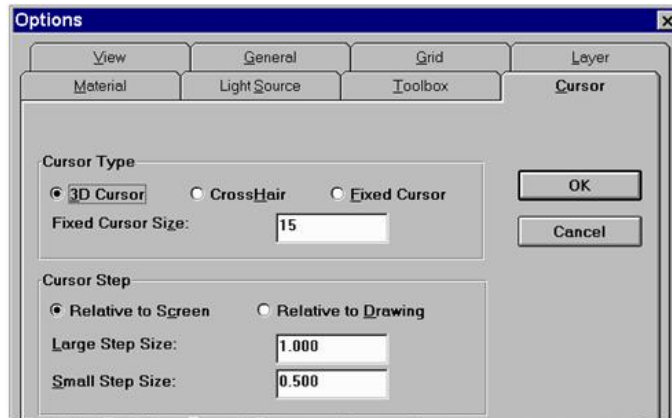 Options
View General Grid Layer
Material Light Source Toolbox Cursor
Cursor Type
3D Cursor CrossHair Fixed Cursor
OK
Fixed Cursor Size: 15
Cancel
Cursor Step
Relative to Screen Relative to Drawing
Large Step Size: 1.000
Small Step Size: 0.500